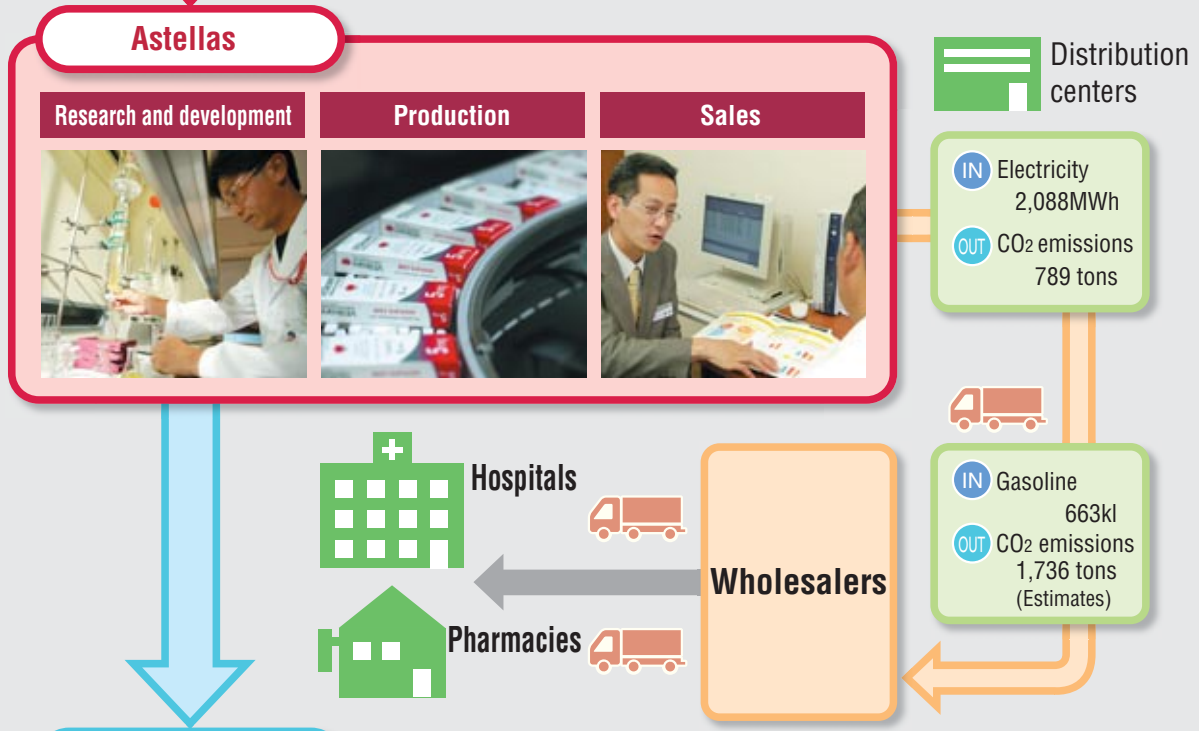 Astellas
Research and development
Production
Sales
Distribution
centers
IN Electricity
2,088MWh
OUT CO2 emissions
789 tons
IN Gasoline
663kl
OUT CO2 emissions
1,736 tons
(Estimates)
Wholesalers
Hospitals
Pharmacies